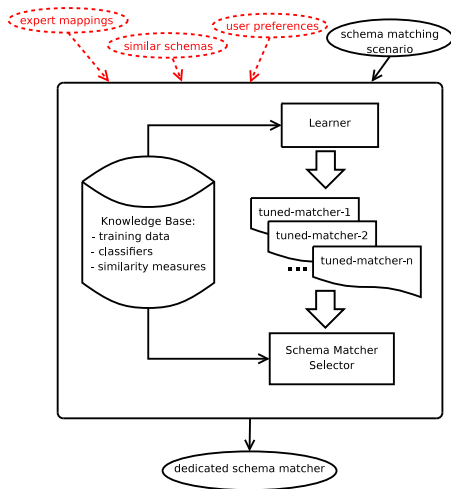 expert mappings
similar schemas
user preferences
schema matching
scenario
Learner
Knowledge Base:
- training data
- classifiers
- similarity measures
tuned-matcher-1
tuned-matcher-2
tuned-matcher-n
...
Schema Matcher
Selector
dedicated schema matcher